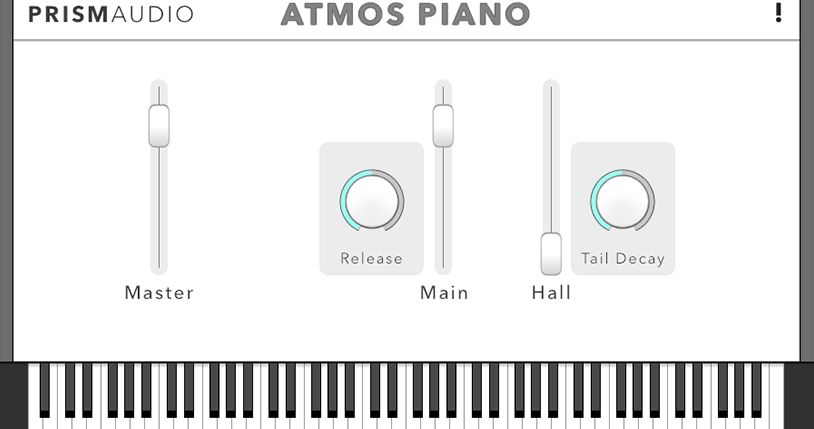 PRISMAUDIO
ATMOS PIANO
!
Release
Tail Decay
Master
Main
Hall